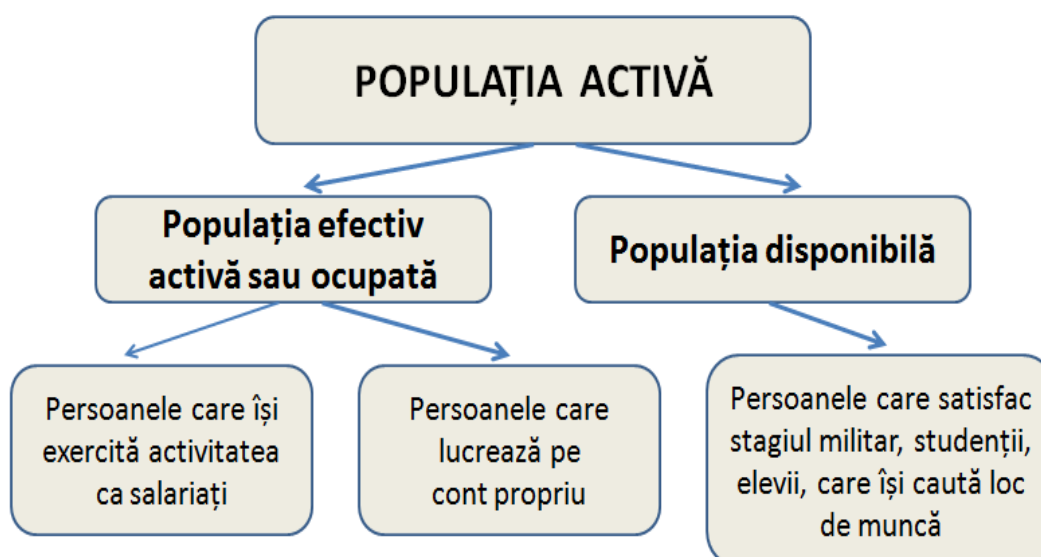 POPULAȚIA ACTIVĂ
Populația efectiv
activă sau ocupată
Populația disponibilă
Persoanele care își
exercită activitatea
ca salariați
Persoanele care
lucrează pe
cont propriu
Persoanele care satisfac
stagiul militar, studenții,
elevii, care își caută loc
de muncă